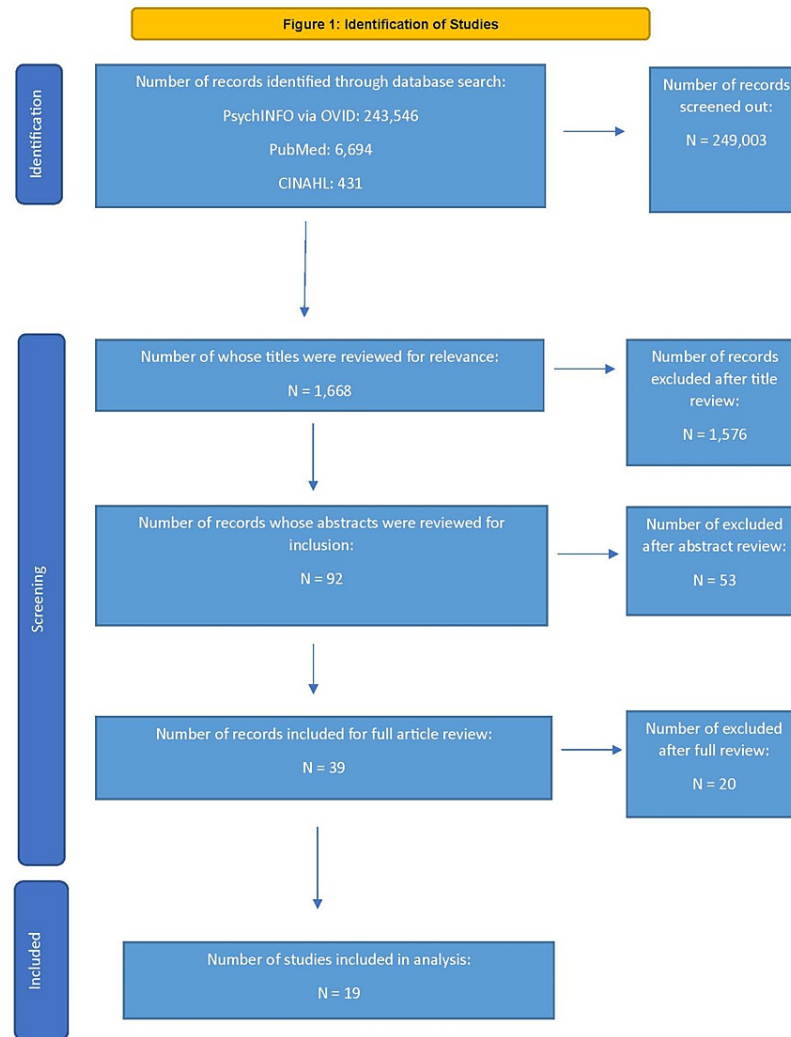 Figure 1: Identification of Studies
Identification
Number of records identified through database search:
PsychINFO via OVID: 243,546
PubMed: 6,694
CINAHL: 431
Number of records
screened out:
N = 249,003
Screening
Number of whose titles were reviewed for relevance:
N = 1,668
Number of records
excluded after title
review:
N = 1,576
Number of records whose abstracts were reviewed for
inclusion:
N = 92
Number of excluded
after abstract review:
N = 53
Number of records included for full article review:
N = 39
Number of excluded
after full review:
N = 20
Included
Number of studies included in analysis:
N = 19